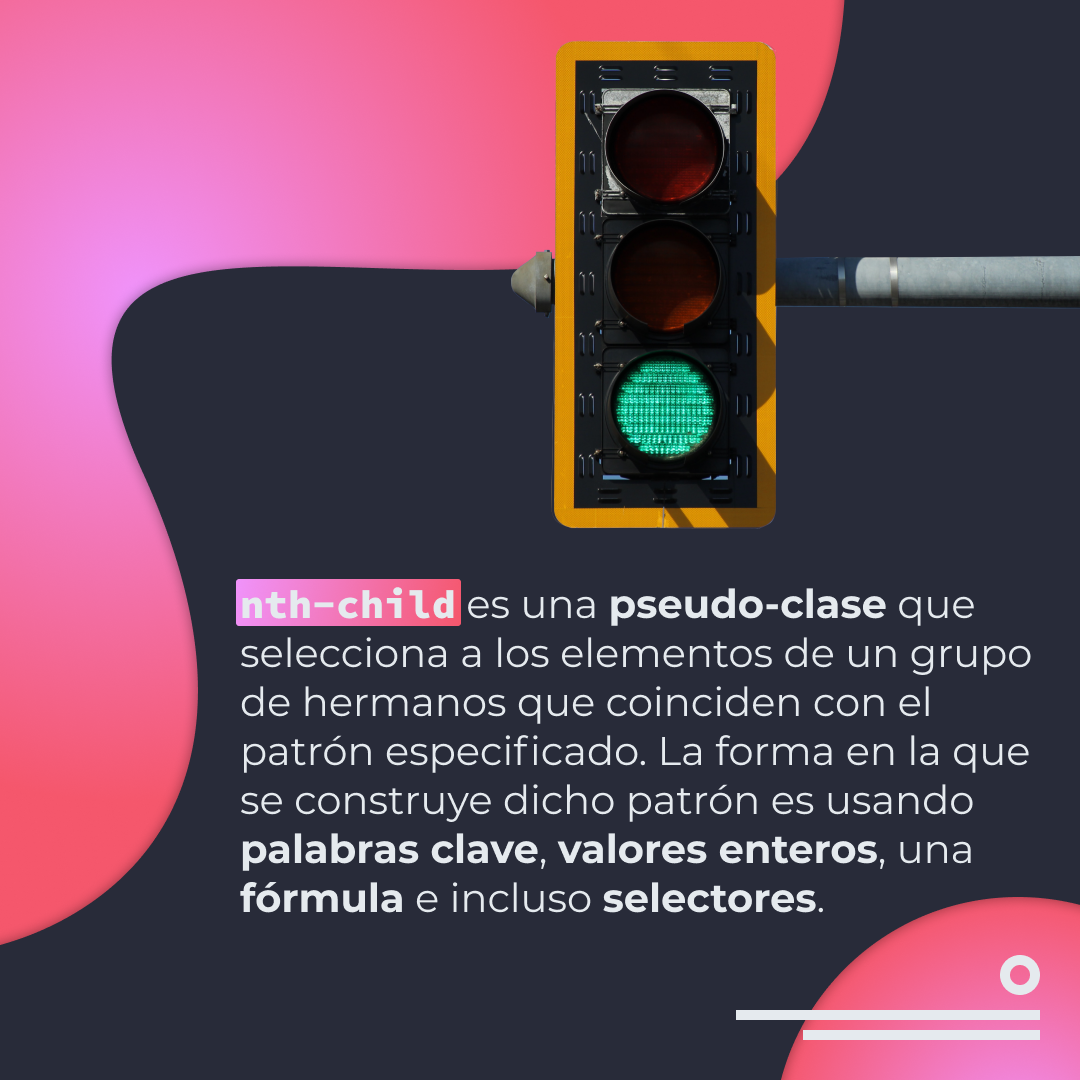 nth-child es una pseudo-clase que
selecciona a los elementos de un grupo
de hermanos que coinciden con el
patrón especificado. La forma en la que
se construye dicho patrón es usando
palabras clave, valores enteros, una
fórmula e incluso selectores.